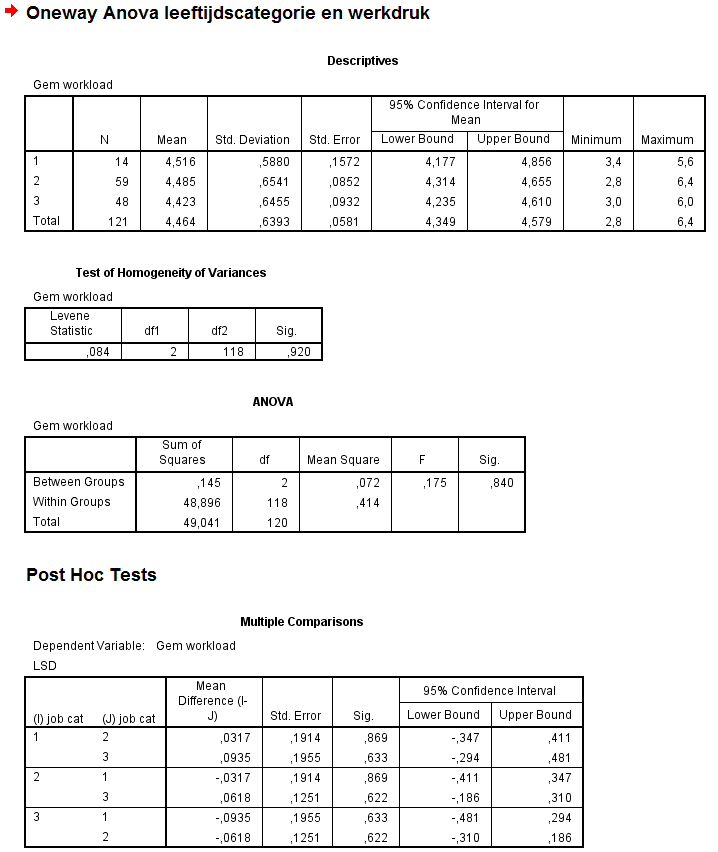 Oneway Anova leeftijdscategorie en werkdruk
Descriptives
Gem workload
95% Confidence Interval for Mean
N Mean Std. Deviation Std. Error Lower Bound Upper Bound Minimum Maximum
1 14 4,516 ,5880 ,1572 4,177 4,856 3,4 5,6
2 59 4,485 ,6541 ,0852 4,314 4,655 2,8 6,4
3 48 4,423 ,6455 ,0932 4,235 4,610 3,0 6,0
Total 121 4,464 ,6393 ,0581 4,349 4,579 2,8 6,4
Test of Homogeneity of Variances
Gem workload
Levene Statistic df1 df2 Sig.
,084 2 118 ,920
ANOVA
Gem workload
Sum of Squares df Mean Square F Sig.
Between Groups ,145 2 ,072 ,175 ,840
Within Groups 48,896 118 ,414
Total 49,041 120
Post Hoc Tests
Multiple Comparisons
Dependent Variable: Gem workload
LSD
95% Confidence Interval
(I) job cat (J) job cat Mean Difference (I-J) Std. Error Sig. Lower Bound Upper Bound
1 2 ,0317 ,1914 ,869 -,347 ,411
3 ,0935 ,1955 ,633 -,294 ,481
2 1 -,0317 ,1914 ,869 -,411 ,347
3 ,0618 ,1251 ,622 -,186 ,310
3 1 -,0935 ,1955 ,633 -,481 ,294
2 -,0618 ,1251 ,622 -,310 ,186